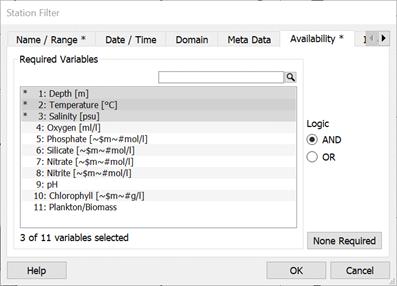 Station Filter
Name / Range * Date / Time Domain Meta Data Availability *
Required Variables
* 1: Depth [m]
* 2: Temperature [°C]
* 3: Salinity [psu]
4: Oxygen [ml/l]
5: Phosphate [~$m~#mol/l]
6: Silicate [~$m~#mol/l]
7: Nitrate [~$m~#mol/l]
8: Nitrite [~$m~#mol/l]
9: pH
10: Chlorophyll [~$m~#g/l]
11: Plankton/Biomass
Logic
AND
OR
3 of 11 variables selected
None Required
Help OK Cancel